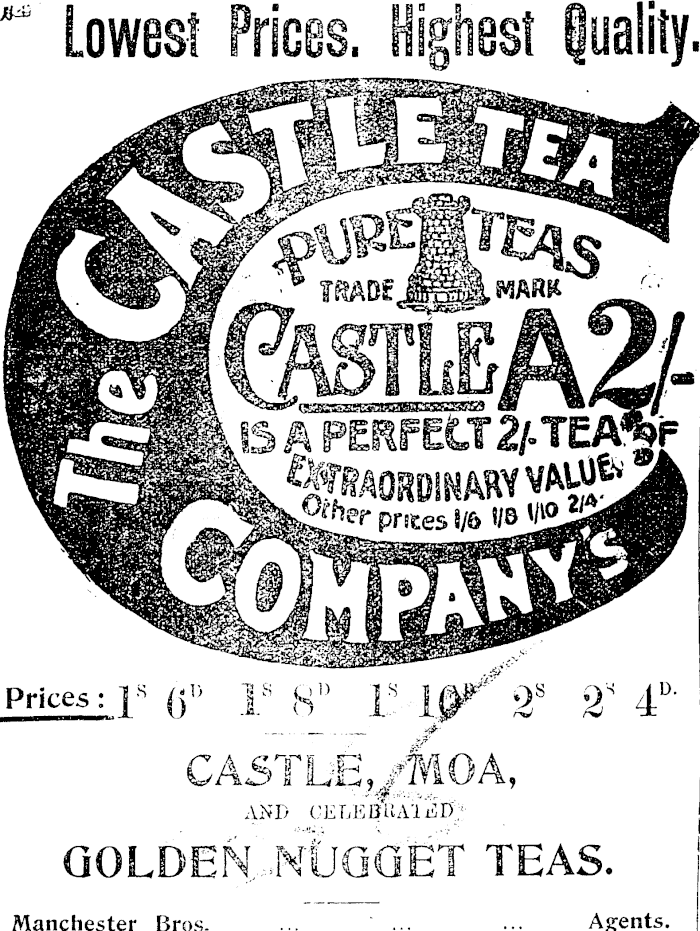 Lowest Prices. Highest Quality.
The CASTLE TEA
COMPANY'S
PURE TEAS
TRADE MARK
CASTLE A 2/-
IS A PERFECT 2/- TEA OF
EXTRAORDINARY VALUE.
Other prices 1/6 1/8 1/10 2/4.
Prices: 1S 6D 1S 8D 1S 10D 2S 2S 4D.
CASTLE, MOA,
AND CELEBRATED
GOLDEN NUGGET TEAS.
Manchester Bros. ... ... ... Agents.